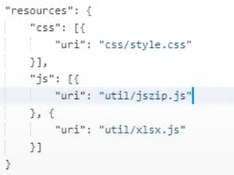 "resources": {
    "css": [{
        "uri": "css/style.css"
    }],
    "js": [{
        "uri": "util/jszip.js"
    }, {
        "uri": "util/xlsx.js"
    }]
}